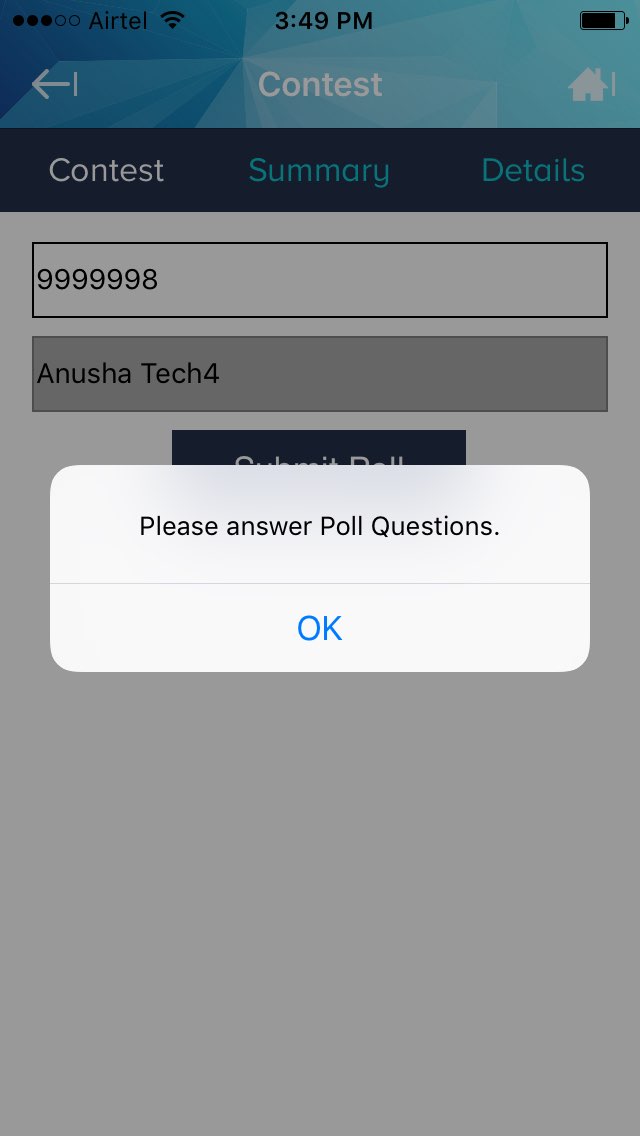 Airtel 3:49 PM
Contest
Contest Summary Details
9999998
Anusha Tech4
Submit Poll
Please answer Poll Questions.
OK